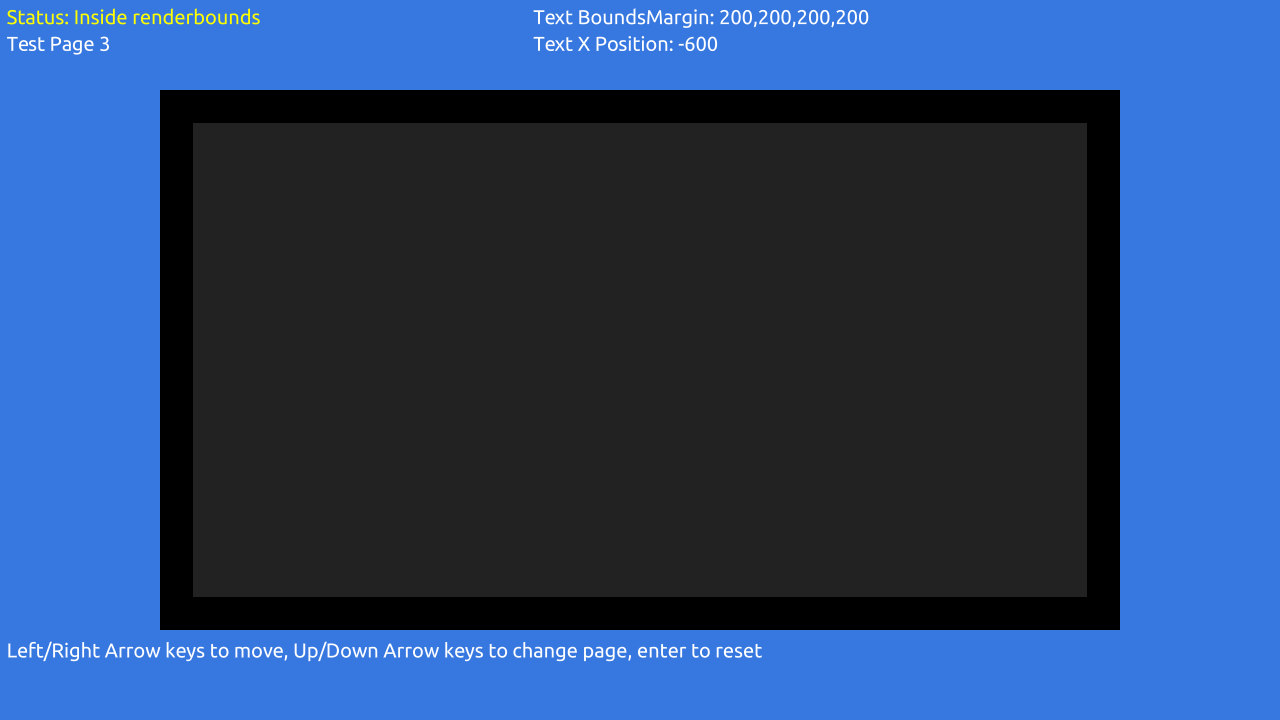 Status: Inside renderbounds
Test Page 3
Text BoundsMargin: 200,200,200,200
Text X Position: -600
Left/Right Arrow keys to move, Up/Down Arrow keys to change page, enter to reset